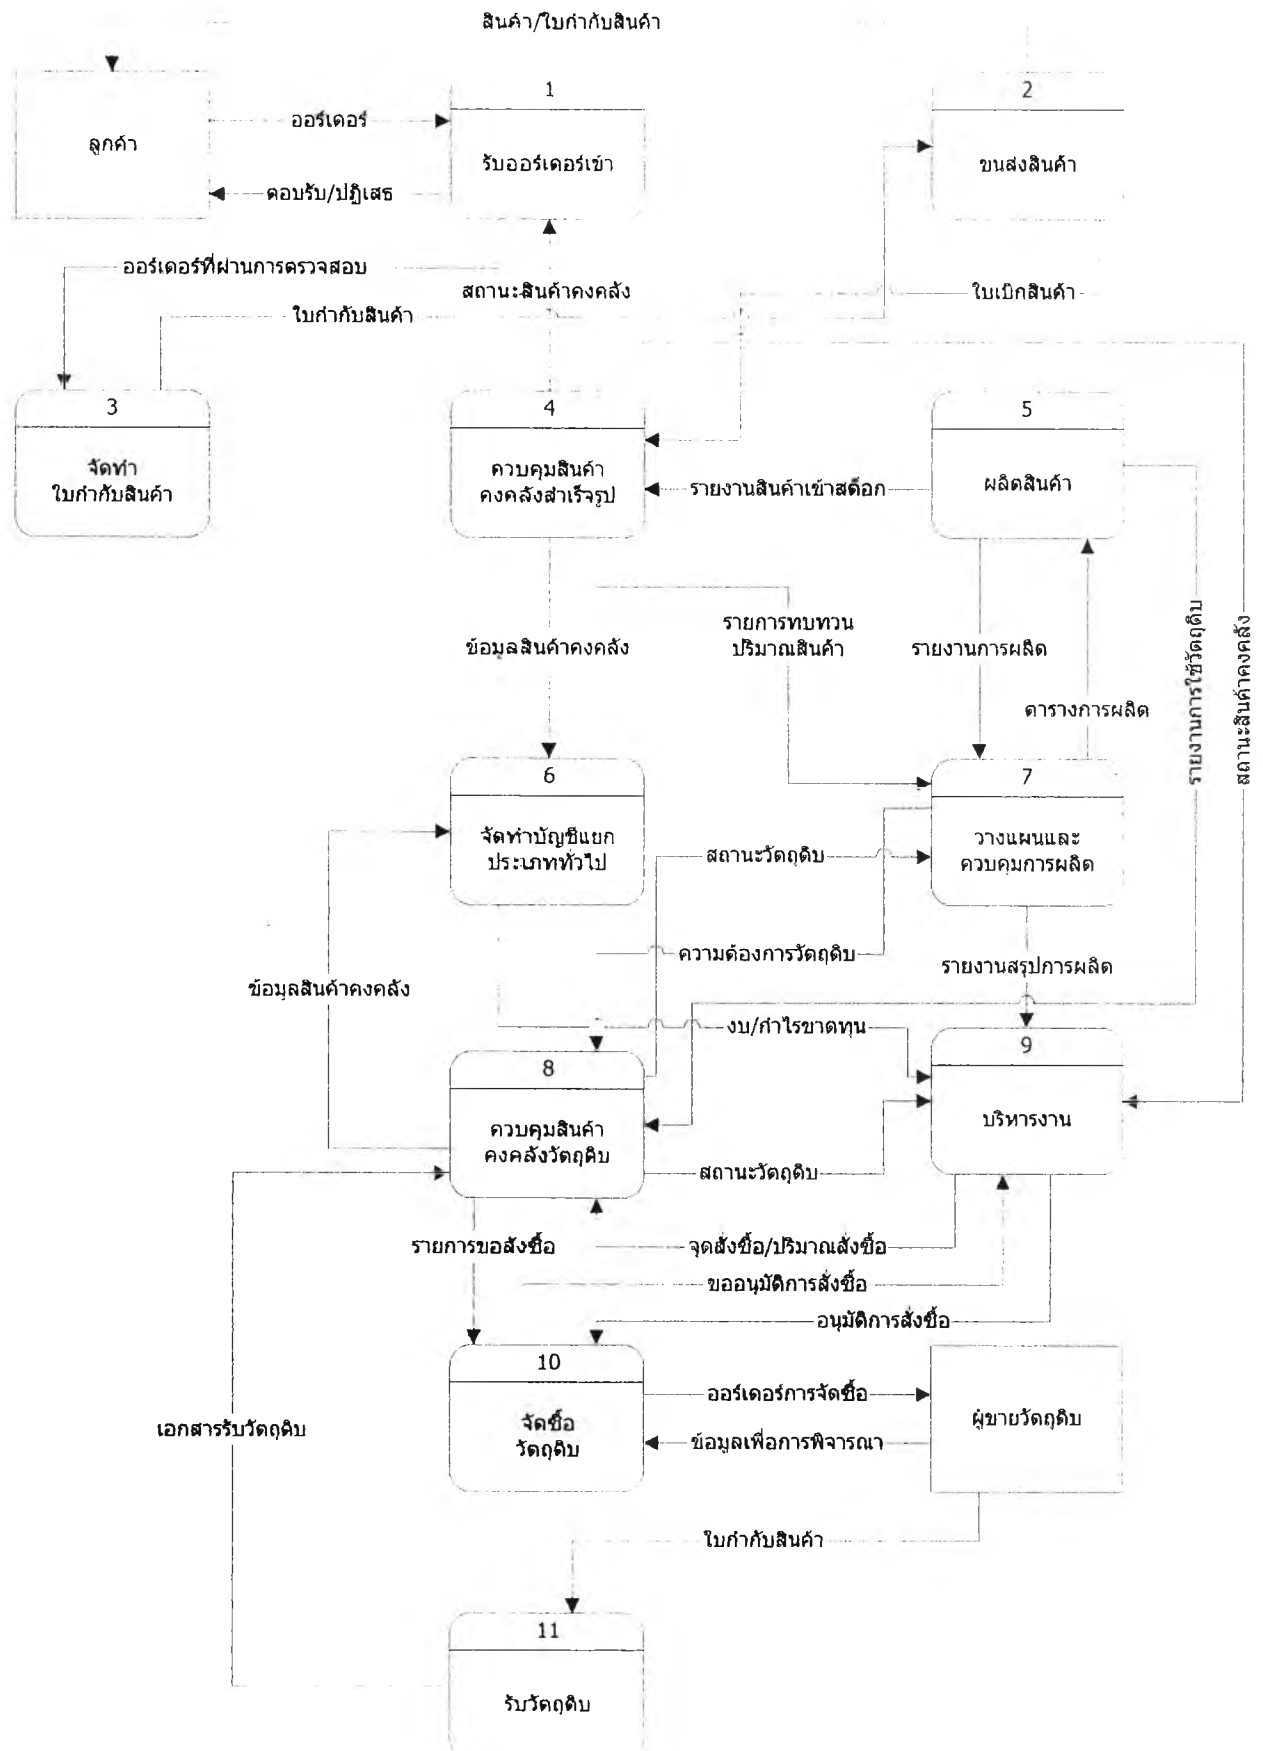 สินค้า/ใบกำกับสินค้า
1
2
ลูกค้า
ออร์เดอร์
รับออร์เดอร์เข้า
ขนส่งสินค้า
ตอบรับ/ปฏิเสธ
ออร์เดอร์ที่ผ่านการตรวจสอบ
สถานะสินค้าคงคลัง
ใบเบิกสินค้า
ใบกำกับสินค้า
3
จัดทำ
ใบกำกับสินค้า
4
ควบคุมสินค้า
คงคลังสำเร็จรูป
5
ผลิตสินค้า
รายงานสินค้าเข้าสต็อก
ข้อมูลสินค้าคงคลัง
รายการทบทวน
ปริมาณสินค้า
รายงานการผลิต
ตารางการผลิต
รายงานการใช้วัตถุดิบ
สถานะสินค้าคงคลัง
6
จัดทำบัญชีแยก
ประเภททั่วไป
7
วางแผนและ
ควบคุมการผลิต
สถานะวัตถุดิบ
ความต้องการวัตถุดิบ
รายงานสรุปการผลิต
ข้อมูลสินค้าคงคลัง
งบ/กำไรขาดทุน
8
ควบคุมสินค้า
คงคลังวัตถุดิบ
9
บริหารงาน
สถานะวัตถุดิบ
รายการขอสั่งซื้อ
จุดสั่งซื้อ/ปริมาณสั่งซื้อ
ขออนุมัติการสั่งซื้อ
อนุมัติการสั่งซื้อ
10
จัดซื้อ
วัตถุดิบ
ออร์เดอร์การจัดซื้อ
ผู้ขายวัตถุดิบ
ข้อมูลเพื่อการพิจารณา
เอกสารรับวัตถุดิบ
ใบกำกับสินค้า
11
รับวัตถุดิบ